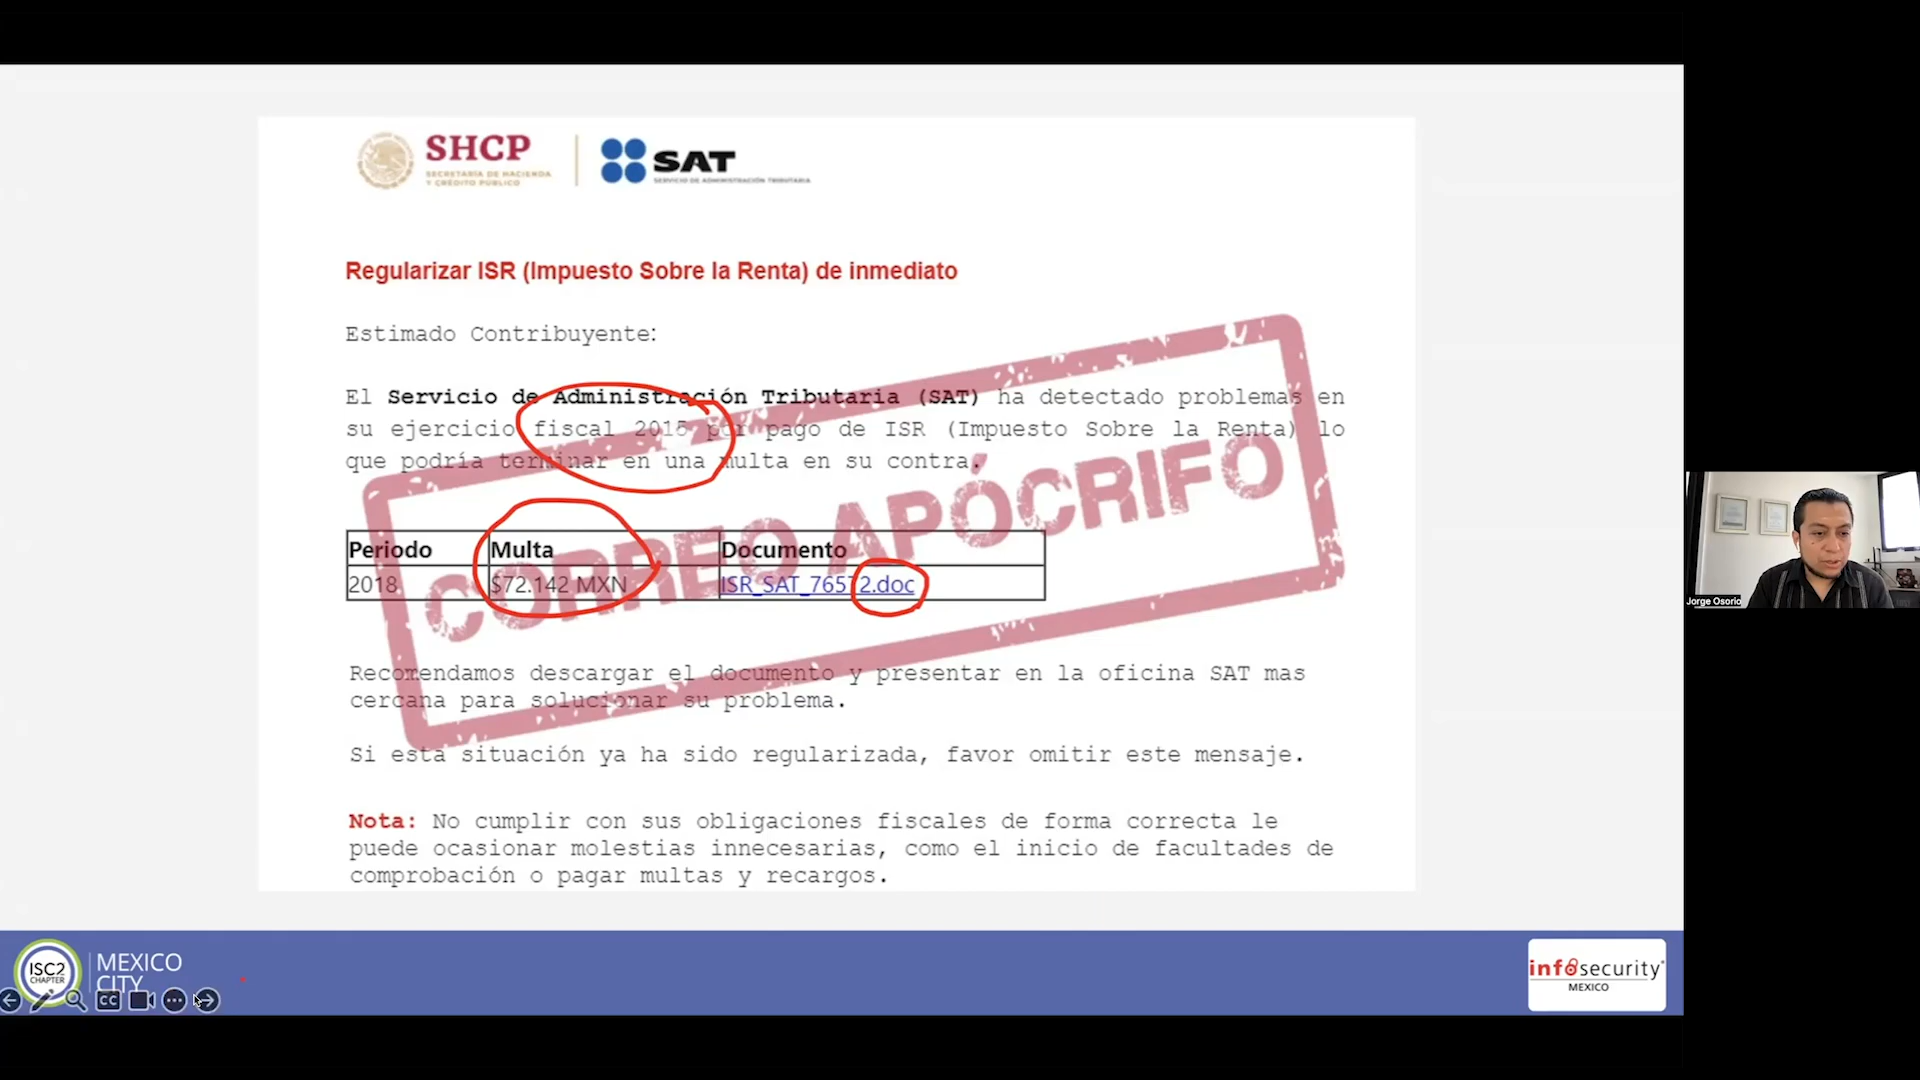 SHCP
SECRETARÍA DE HACIENDA
Y CRÉDITO PÚBLICO
SAT
SERVICIO DE ADMINISTRACIÓN TRIBUTARIA
Regularizar ISR (Impuesto Sobre la Renta) de inmediato
Estimado Contribuyente:
El Servicio de Administración Tributaria (SAT) ha detectado problemas en
su ejercicio fiscal 2015 por pago de ISR (Impuesto Sobre la Renta) lo
que podría terminar en una multa en su contra.
CORREO APÓCRIFO
Periodo Multa Documento
2018 $72.142 MXN ISR_SAT_76572.doc
Recomendamos descargar el documento y presentar en la oficina SAT mas
cercana para solucionar su problema.
Si esta situación ya ha sido regularizada, favor omitir este mensaje.
Nota: No cumplir con sus obligaciones fiscales de forma correcta le
puede ocasionar molestias innecesarias, como el inicio de facultades de
comprobación o pagar multas y recargos.
Jorge Osorio
ISC2
CHAPTER
MEXICO
CITY
CC
infosecurity
MEXICO